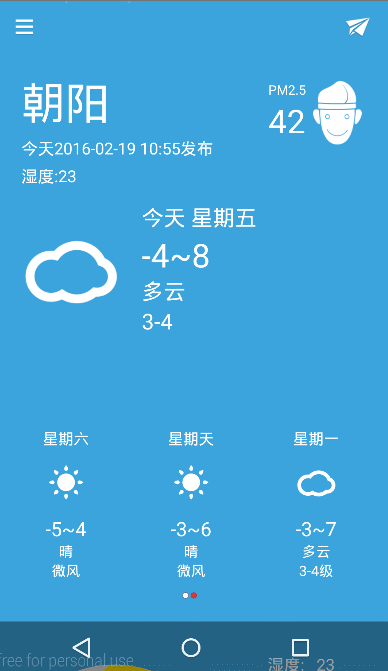 朝阳
PM2.5
42
今天2016-02-19 10:55发布
湿度:23
今天 星期五
-4~8
多云
3-4
星期六 星期天 星期一
-5~4 -3~6 -3~7
晴 晴 多云
微风 微风 3-4级
free for personal use
湿度: 23